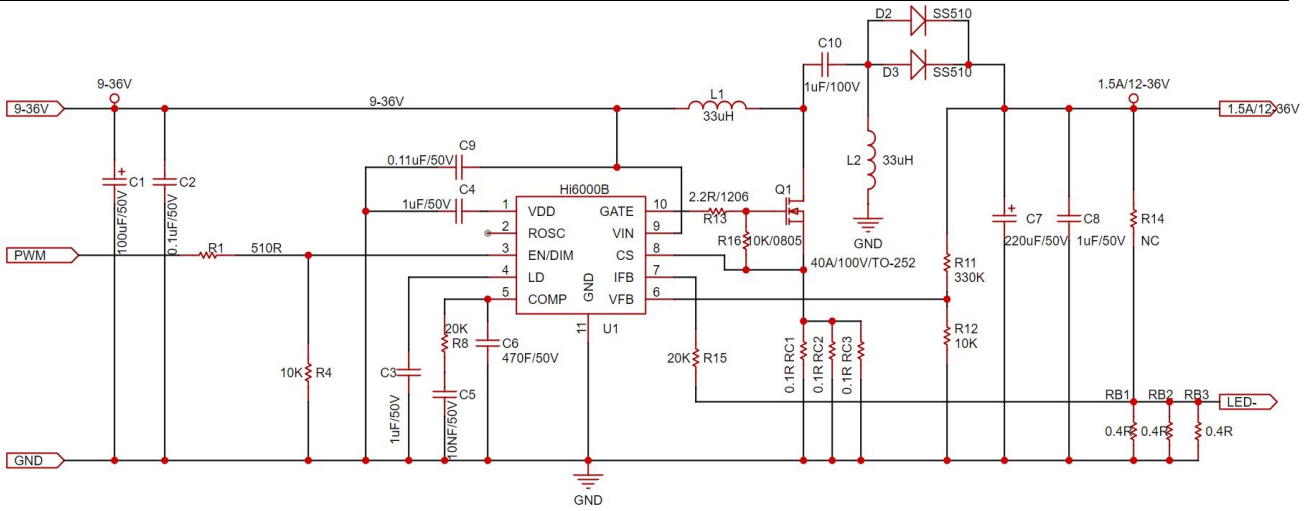 D2
SS510
C10
D3
SS510
1uF/100V
9-36V
9-36V
9-36V
L1
33uH
1.5A/12-36V
1.5A/12-36V
C1
100uF/50V
C2
0.1uF/50V
C9
0.11uF/50V
C4
1uF/50V
Hi6000B
1
VDD
2
ROSC
3
EN/DIM
4
LD
5
COMP
GATE
10
VIN
9
CS
8
IFB
7
VFB
6
GND
11
U1
2.2R/1206
R13
Q1
R16
10K/0805
40A/100V/TO-252
L2
33uH
GND
C7
220uF/50V
C8
1uF/50V
R14
NC
PWM
R1
510R
R11
330K
R12
10K
10K
R4
C3
1uF/50V
20K
R8
C5
10NF/50V
C6
470F/50V
20K
R15
0.1R RC1
0.1R RC2
0.1R RC3
RB1
RB2
RB3
0.4R
0.4R
0.4R
LED-
GND
GND